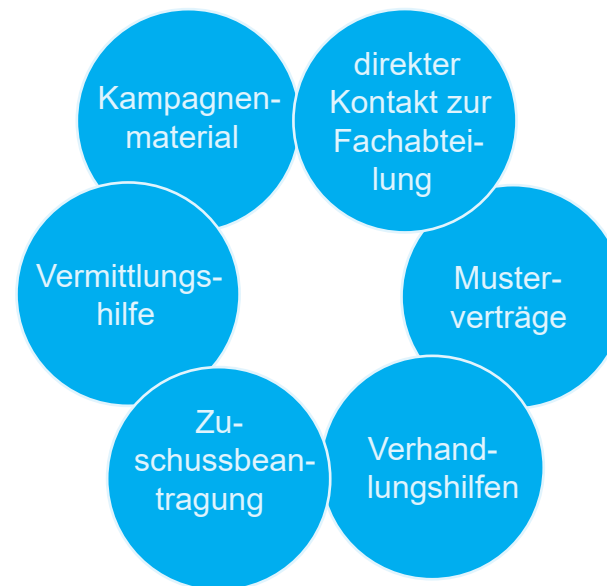 Kampagnen-
material
direkter
Kontakt zur
Fachabtei-
lung
Vermittlungs-
hilfe
Muster-
verträge
Zu-
schussbean-
tragung
Verhand-
lungshilfen